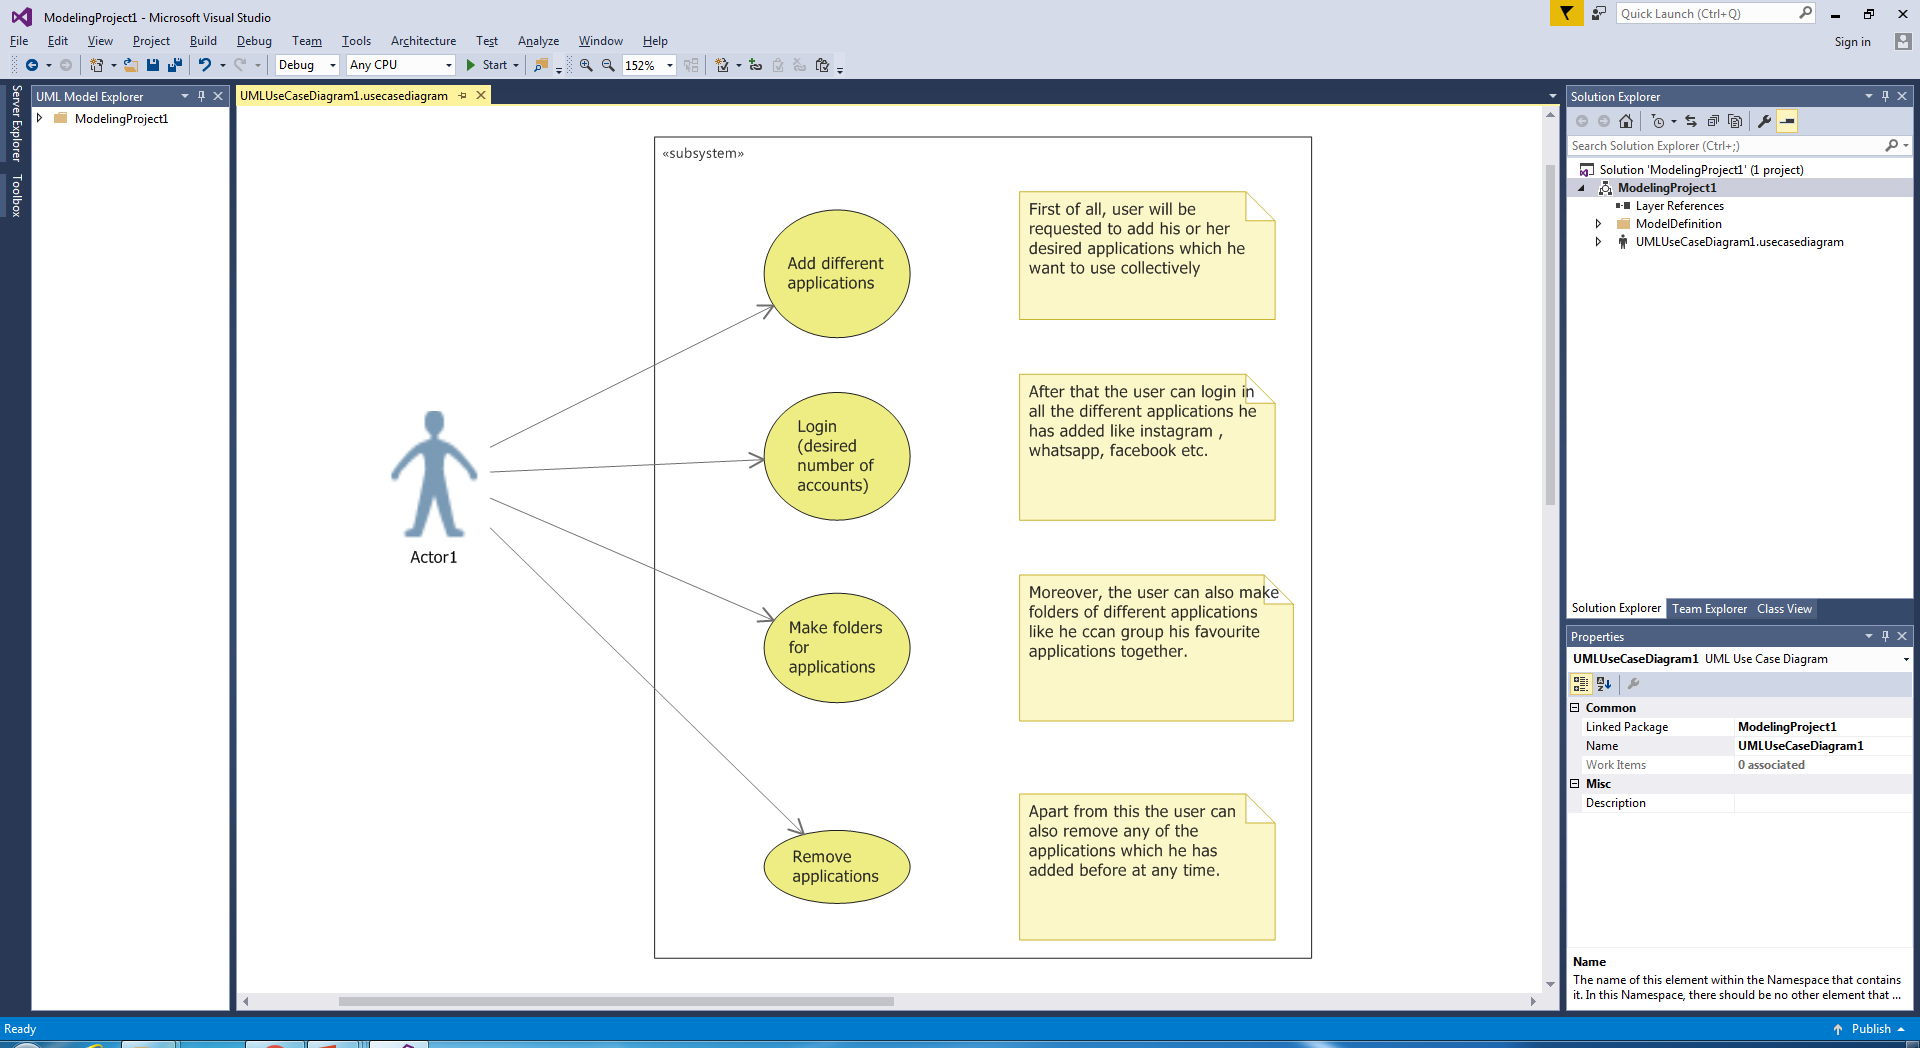 ModelingProject1 - Microsoft Visual Studio
Quick Launch (Ctrl+Q)
File Edit View Project Build Debug Team Tools Architecture Test Analyze Window Help
Sign in
Debug Any CPU Start 152%
Server Explorer
Toolbox
UML Model Explorer
ModelingProject1
UMLUseCaseDiagram1.usecasediagram
«subsystem»
Add different
applications
First of all, user will be
requested to add his or her
desired applications which he
want to use collectively
Login
(desired
number of
accounts)
After that the user can login in
all the different applications he
has added like instagram ,
whatsapp, facebook etc.
Actor1
Make folders
for
applications
Moreover, the user can also make
folders of different applications
like he ccan group his favourite
applications together.
Remove
applications
Apart from this the user can
also remove any of the
applications which he has
added before at any time.
Solution Explorer
Search Solution Explorer (Ctrl+;)
Solution 'ModelingProject1' (1 project)
ModelingProject1
Layer References
ModelDefinition
UMLUseCaseDiagram1.usecasediagram
Solution Explorer Team Explorer Class View
Properties
UMLUseCaseDiagram1 UML Use Case Diagram
Common
Linked Package ModelingProject1
Name UMLUseCaseDiagram1
Work Items 0 associated
Misc
Description
Name
The name of this element within the Namespace that contains
it. In this Namespace, there should be no other element that ...
Ready
Publish